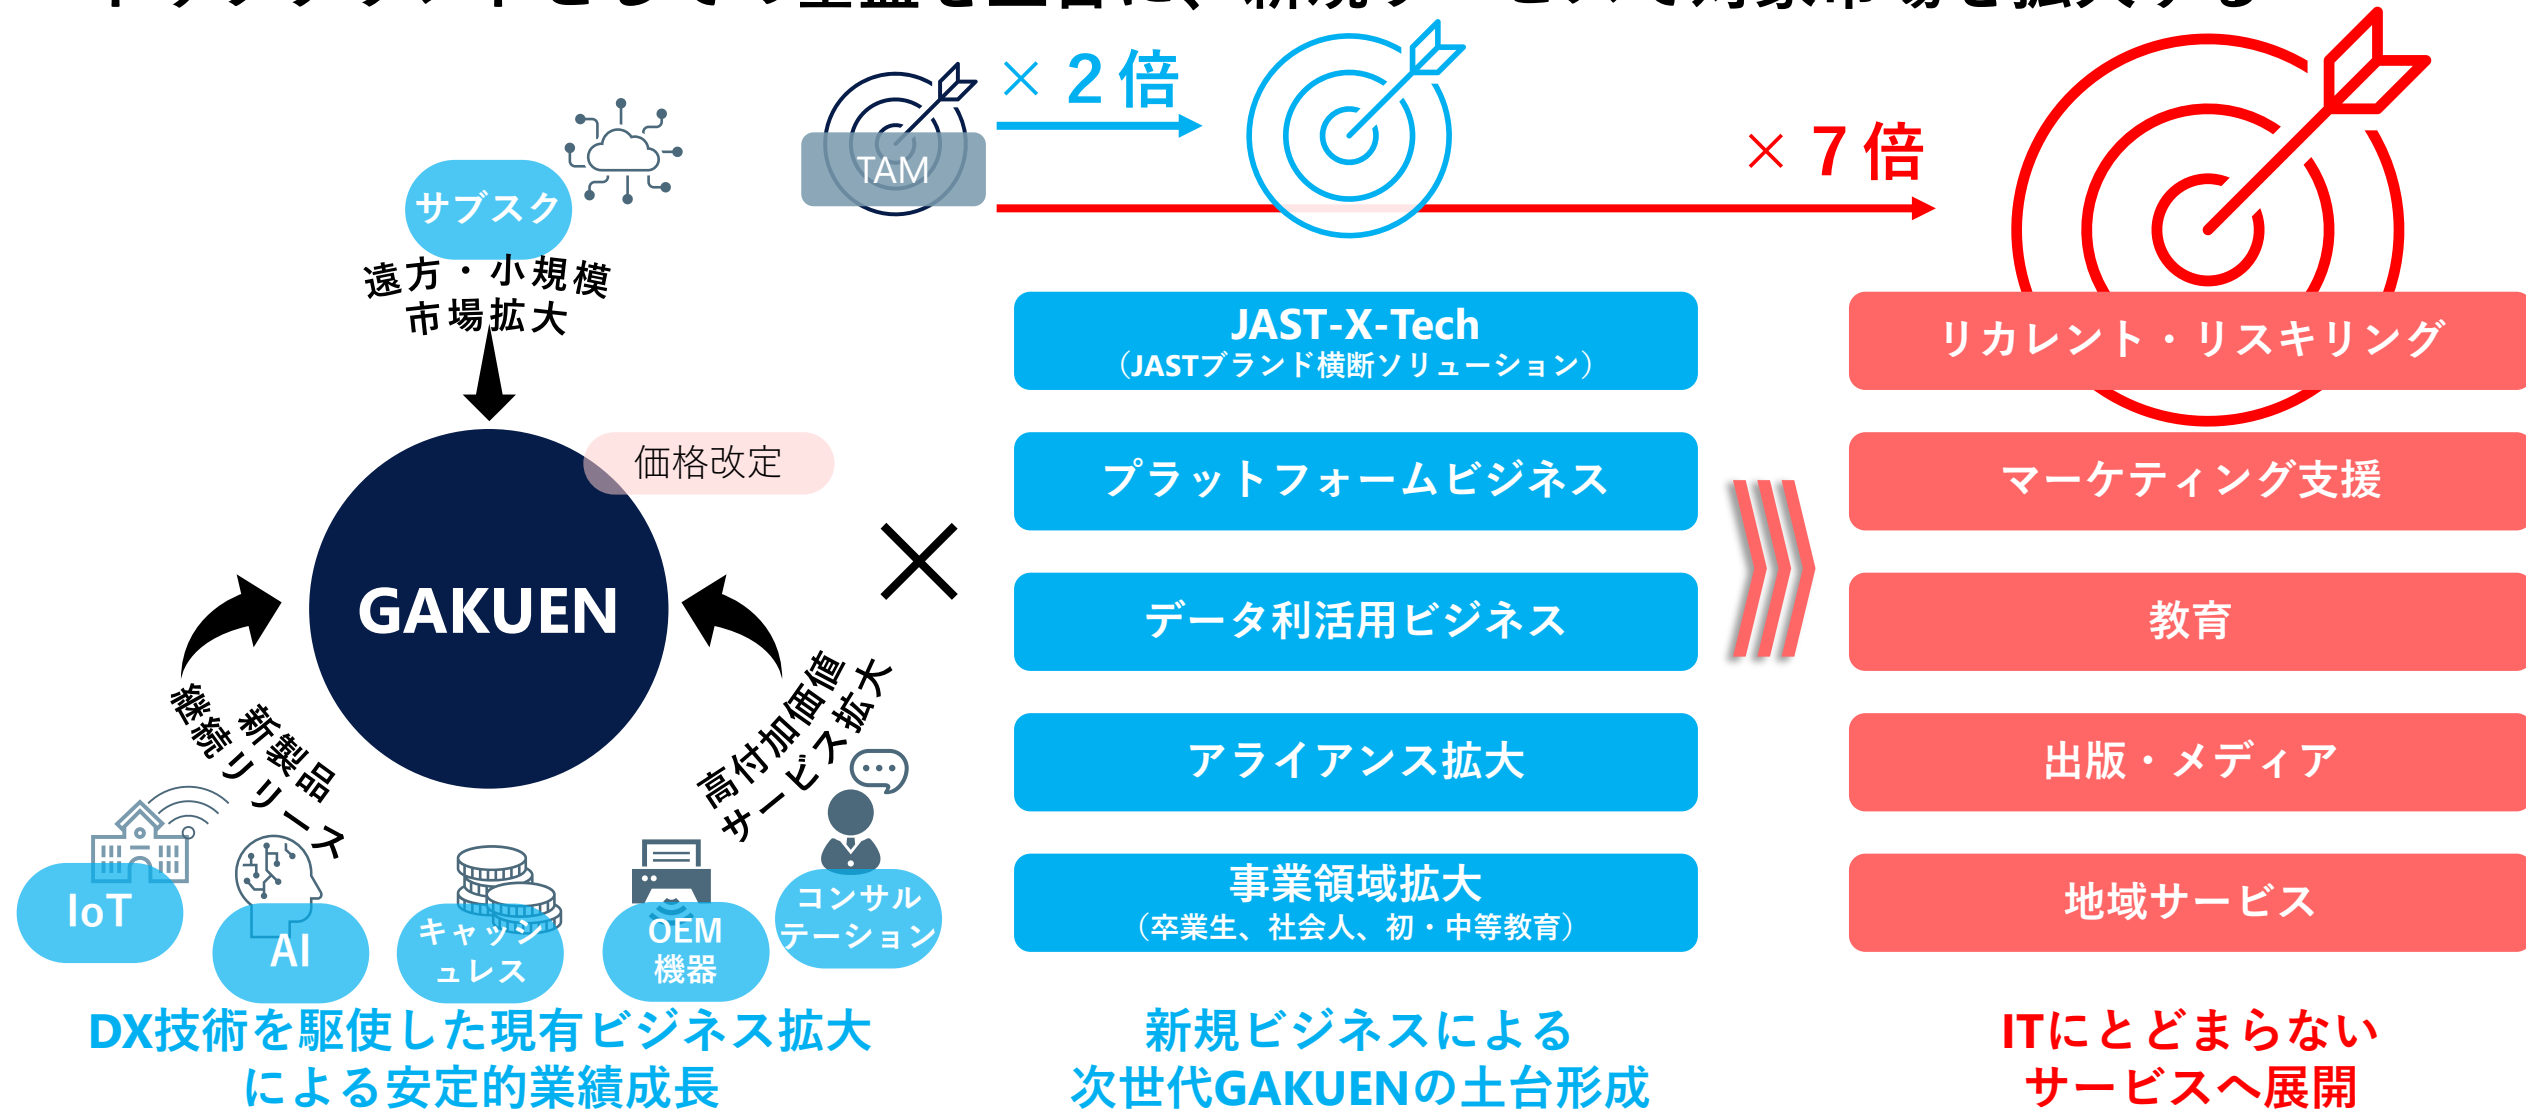 × 2 倍
× 7 倍
TAM
サブスク
遠方・小規模
市場拡大
価格改定
GAKUEN
×
新製品
継続リリース
高付加価値
サービス拡大
IoT
AI
キャッシ
ュレス
OEM
機器
コンサル
テーション
DX技術を駆使した現有ビジネス拡大
による安定的業績成長
JAST-X-Tech
（JASTブランド横断ソリューション）
プラットフォームビジネス
データ利活用ビジネス
アライアンス拡大
事業領域拡大
（卒業生、社会人、初・中等教育）
新規ビジネスによる
次世代GAKUENの土台形成
リカレント・リスキリング
マーケティング支援
教育
出版・メディア
地域サービス
ITにとどまらない
サービスへ展開